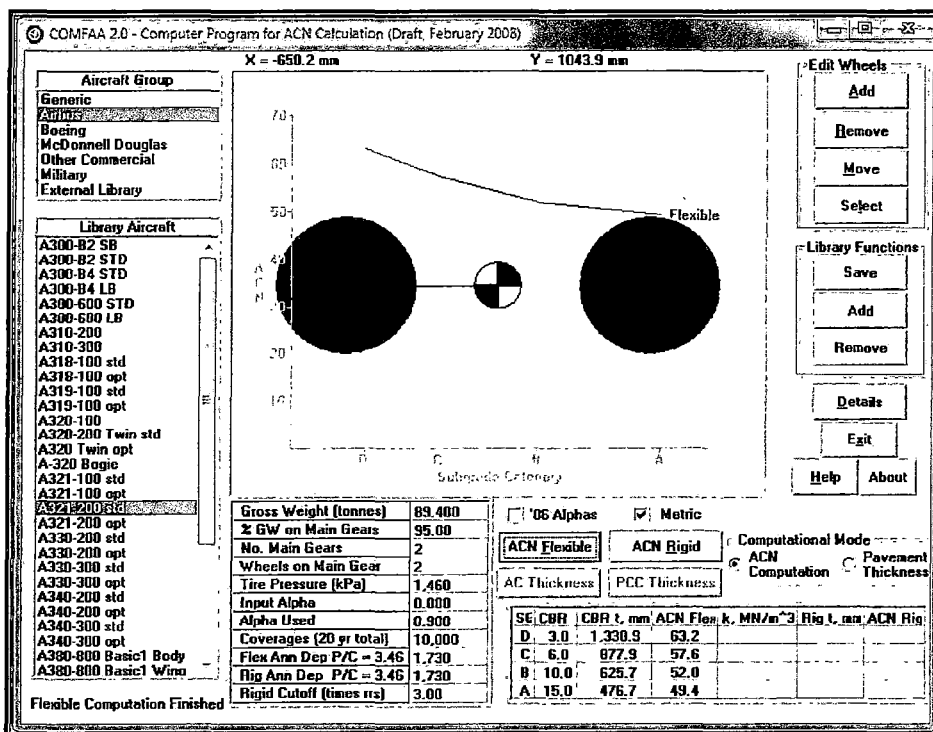 COMFAA 2.0 - Computer Program for ACN Calculation (Draft, February 2008)
X = -650.2 mm Y = 1043.9 mm
Aircraft Group
Generic
Airbus
Boeing
McDonnell Douglas
Other Commercial
Military
External Library
Library Aircraft
A300-B2 SB
A300-B2 STD
A300-B4 STD
A300-B4 LB
A300-600 STD
A300-600 LB
A310-200
A310-300
A318-100 std
A318-100 opt
A319-100 std
A319-100 opt
A320-100
A320-200 Twin std
A320 Twin opt
A-320 Bogie
A321-100 std
A321-100 opt
A321-200 std
A321-200 opt
A330-200 std
A330-200 opt
A330-300 std
A330-300 opt
A340-200 std
A340-200 opt
A340-300 std
A340-300 opt
A380-800 Basic1 Body
A380-800 Basic1 Wing
Flexible Computation Finished
70
60
50
40
30
20
10
ACN
Flexible
D C B A
Subgrade Category
Edit Wheels
Add
Remove
Move
Select
Library Functions
Save
Add
Remove
Details
Exit
Help About
Gross Weight (tonnes) 89.400
% GW on Main Gears 95.00
No. Main Gears 2
Wheels on Main Gear 2
Tire Pressure (kPa) 1,460
Input Alpha 0.000
Alpha Used 0.900
Coverages (20 yr total) 10,000
Flex Ann Dep P/C = 3.46 1,730
Rig Ann Dep P/C = 3.46 1,730
Rigid Cutoff (times rrs) 3.00
'06 Alphas Metric
ACN Flexible ACN Rigid
AC Thickness PCC Thickness
Computational Mode
ACN Computation
Pavement Thickness
SE CBR CBR t, mm ACN Flex k, MN/m^3 Rig t, mm ACN Rig
D 3.0 1,330.9 63.2
C 6.0 877.9 57.6
B 10.0 625.7 52.0
A 15.0 476.7 49.4